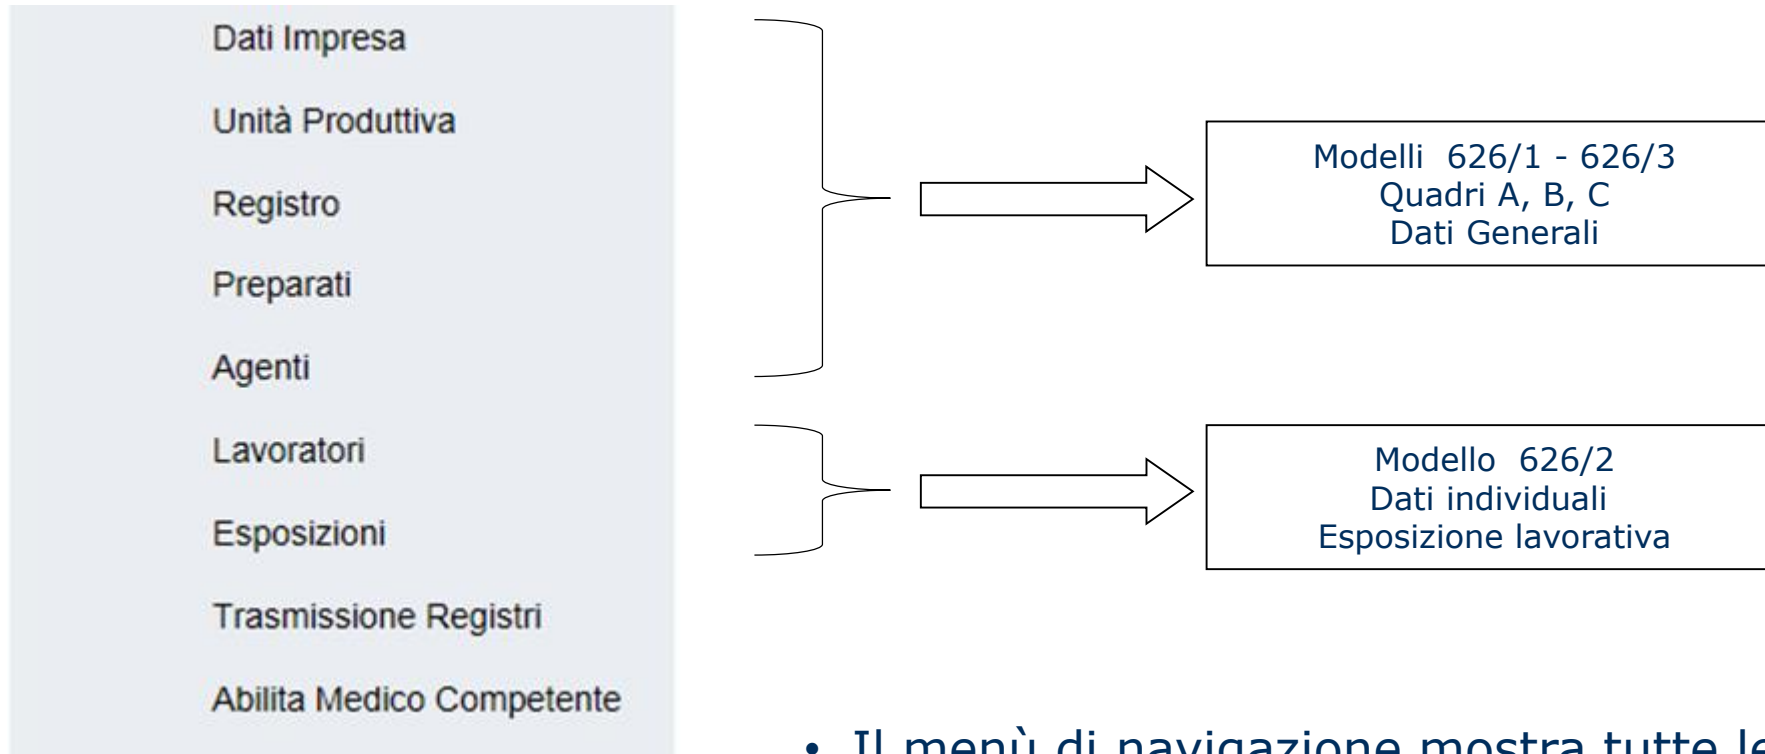 Dati Impresa
Unità Produttiva
Registro
Preparati
Agenti
Lavoratori
Esposizioni
Trasmissione Registri
Abilita Medico Competente
Modelli 626/1 - 626/3
Quadri A, B, C
Dati Generali
Modello 626/2
Dati individuali
Esposizione lavorativa
• Il menù di navigazione mostra tutte le